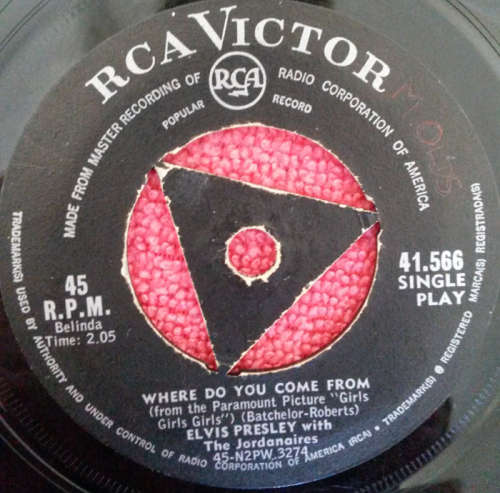 RCA VICTOR
MADE FROM MASTER RECORDING OF RADIO CORPORATION OF AMERICA
RCA
POPULAR RECORD
45
R.P.M.
Belinda
Time: 2.05
41.566
SINGLE
PLAY
WHERE DO YOU COME FROM
(from the Paramount Picture "Girls
Girls Girls") (Batchelor-Roberts)
ELVIS PRESLEY with
The Jordanaires
45-N2PW.3274
TRADEMARK(S) USED BY AUTHORITY AND UNDER CONTROL OF RADIO CORPORATION OF AMERICA (RCA) • TRADEMARK(S) ® REGISTERED MARCA(S) REGISTRADA(S)